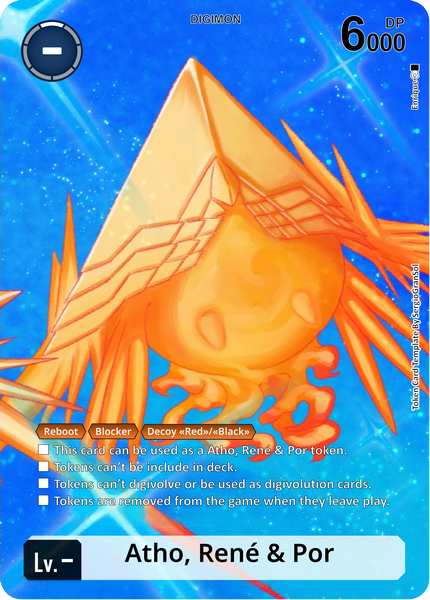 DIGIMON
DP
6000
Enrique
Token Card Template By SergioGranSol
Reboot Blocker Decoy «Red»/«Black»
This card can be used as a Atho, René & Por token.
Tokens can't be include in deck.
Tokens can't digivolve or be used as digivolution cards.
Tokens are removed from the game when they leave play.
Lv.–
Atho, René & Por